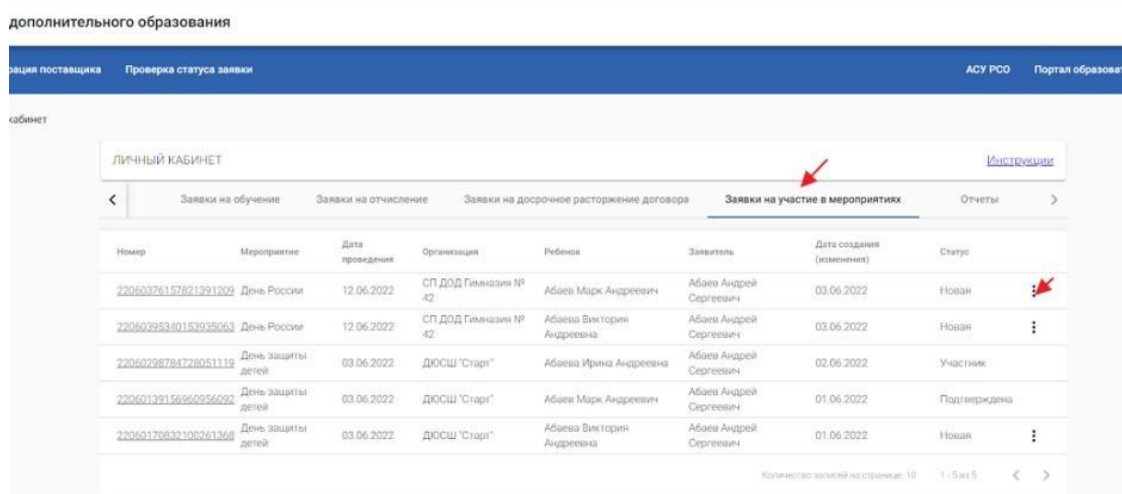 дополнительного образования
рация поставщика Проверка статуса заявки АСУ РСО Портал образоват
кабинет
ЛИЧНЫЙ КАБИНЕТ Инструкции
Заявки на обучение Заявки на отчисление Заявки на досрочное расторжение договора Заявки на участие в мероприятиях Отчеты
Номер Мероприятие Дата проведения Организация Ребенок Заявитель Дата создания (изменения) Статус
22060376157821391209 День России 12.06.2022 СП ДОД Гимназия № 42 Абаев Марк Андреевич Абаев Андрей Сергеевич 03.06.2022 Новая
22060395340153935063 День России 12.06.2022 СП ДОД Гимназия № 42 Абаева Виктория Андреевна Абаев Андрей Сергеевич 03.06.2022 Новая
22060298784728051119 День защиты детей 03.06.2022 ДЮСШ "Старт" Абаева Ирина Андреевна Абаев Андрей Сергеевич 02.06.2022 Участник
22060139156960956092 День защиты детей 03.06.2022 ДЮСШ "Старт" Абаев Марк Андреевич Абаев Андрей Сергеевич 01.06.2022 Подтверждена
22060170832100261368 День защиты детей 03.06.2022 ДЮСШ "Старт" Абаева Виктория Андреевна Абаев Андрей Сергеевич 01.06.2022 Новая
Количество записей на странице: 10 1 - 5 из 5